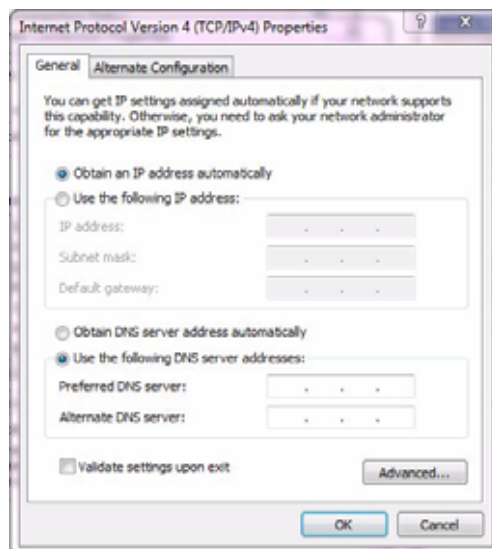 Internet Protocol Version 4 (TCP/IPv4) Properties
?
X
General
Alternate Configuration
You can get IP settings assigned automatically if your network supports
this capability. Otherwise, you need to ask your network administrator
for the appropriate IP settings.
Obtain an IP address automatically
Use the following IP address:
IP address:
. . .
Subnet mask:
. . .
Default gateway:
. . .
Obtain DNS server address automatically
Use the following DNS server addresses:
Preferred DNS server:
. . .
Alternate DNS server:
. . .
Validate settings upon exit
Advanced...
OK
Cancel